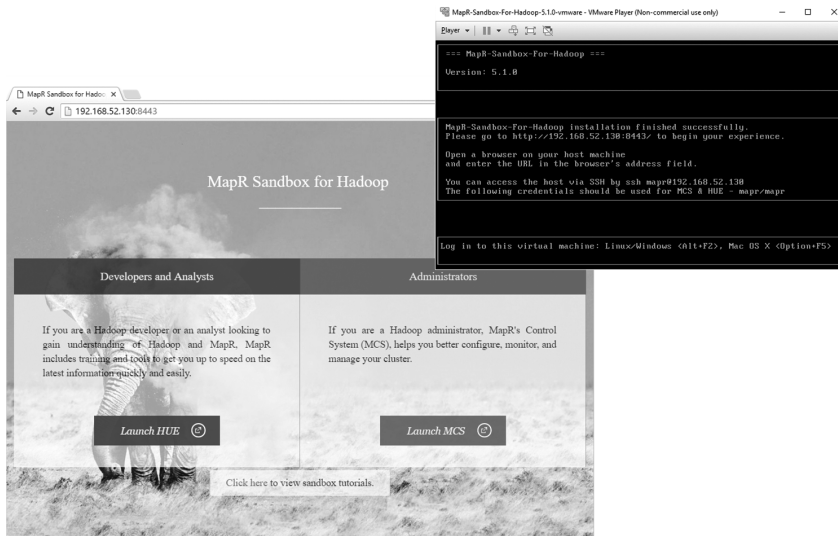 MapR-Sandbox-For-Hadoop-5.1.0-vmware - VMware Player (Non-commercial use only)
Player
=== MapR-Sandbox-For-Hadoop ===
Version: 5.1.0
MapR-Sandbox-For-Hadoop installation finished successfully.
Please go to http://192.168.52.130:8443/ to begin your experience.
Open a browser on your host machine
and enter the URL in the browser's address field.
You can access the host via SSH by ssh mapr@192.168.52.130
The following credentials should be used for MCS & HUE - mapr/mapr
Log in to this virtual machine: Linux/Windows <Alt+F2>, Mac OS X <Option+F5>
MapR Sandbox for Hadoo
192.168.52.130:8443
MapR Sandbox for Hadoop
Developers and Analysts
If you are a Hadoop developer or an analyst looking to
gain understanding of Hadoop and MapR, MapR
includes training and tools to get you up to speed on the
latest information quickly and easily.
Launch HUE
Administrators
If you are a Hadoop administrator, MapR's Control
System (MCS), helps you better configure, monitor, and
manage your cluster.
Launch MCS
Click here to view sandbox tutorials.